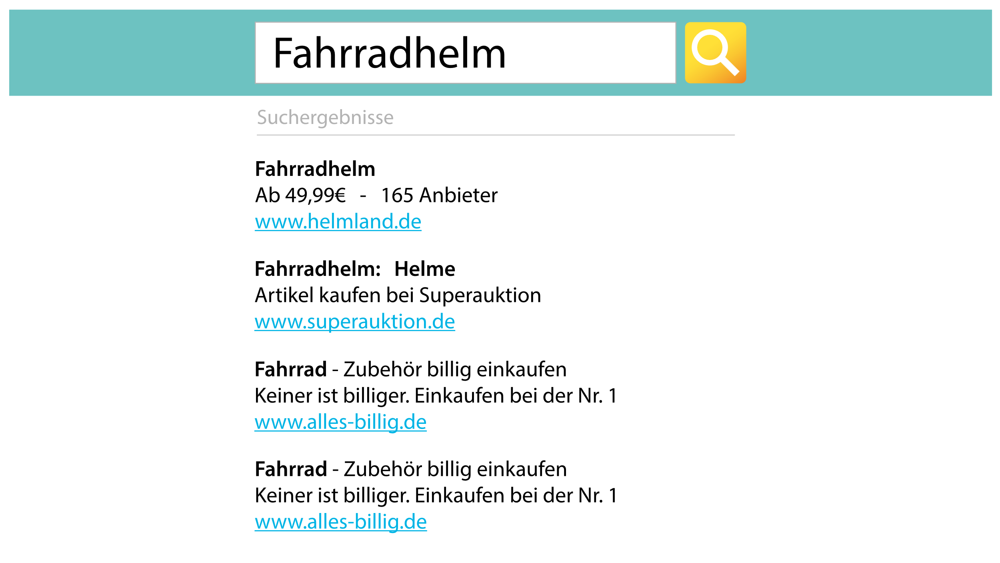 Fahrradhelm
Suchergebnisse
Fahrradhelm
Ab 49,99€ - 165 Anbieter
www.helmland.de
Fahrradhelm: Helme
Artikel kaufen bei Superauktion
www.superauktion.de
Fahrrad - Zubehör billig einkaufen
Keiner ist billiger. Einkaufen bei der Nr. 1
www.alles-billig.de
Fahrrad - Zubehör billig einkaufen
Keiner ist billiger. Einkaufen bei der Nr. 1
www.alles-billig.de